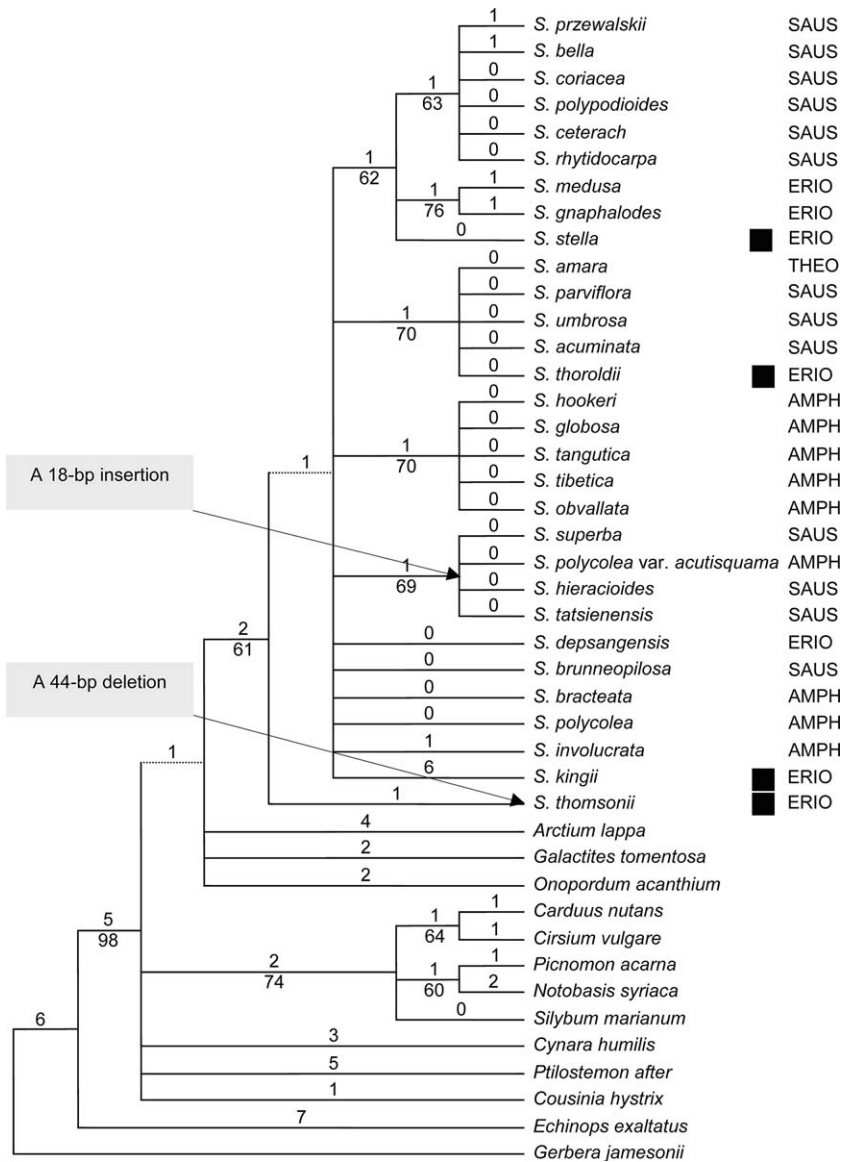 1 S. przewalskii SAUS
1 S. bella SAUS
0 S. coriacea SAUS
1
63
0 S. polypodioides SAUS
0 S. ceterach SAUS
0 S. rhytidocarpa SAUS
1
62
1 S. medusa ERIO
1
76
1 S. gnaphalodes ERIO
0 S. stella ERIO
0 S. amara THEO
0 S. parviflora SAUS
1
70
0 S. umbrosa SAUS
0 S. acuminata SAUS
0 S. thoroldii ERIO
0 S. hookeri AMPH
0 S. globosa AMPH
1
70
0 S. tangutica AMPH
0 S. tibetica AMPH
0 S. obvallata AMPH
1
A 18-bp insertion
0 S. superba SAUS
0 S. polycolea var. acutisquama AMPH
1
69
0 S. hieracioides SAUS
0 S. tatsienensis SAUS
2
61
0 S. depsangensis ERIO
0 S. brunneopilosa SAUS
A 44-bp deletion
0 S. bracteata AMPH
0 S. polycolea AMPH
1 S. involucrata AMPH
1
6 S. kingii ERIO
1 S. thomsonii ERIO
4 Arctium lappa
2 Galactites tomentosa
2 Onopordum acanthium
5
98
1 Carduus nutans
1
64
1 Cirsium vulgare
2
74
1 Picnomon acarna
1
60
2 Notobasis syriaca
0 Silybum marianum
6
3 Cynara humilis
5 Ptilostemon after
1 Cousinia hystrix
7 Echinops exaltatus
Gerbera jamesonii